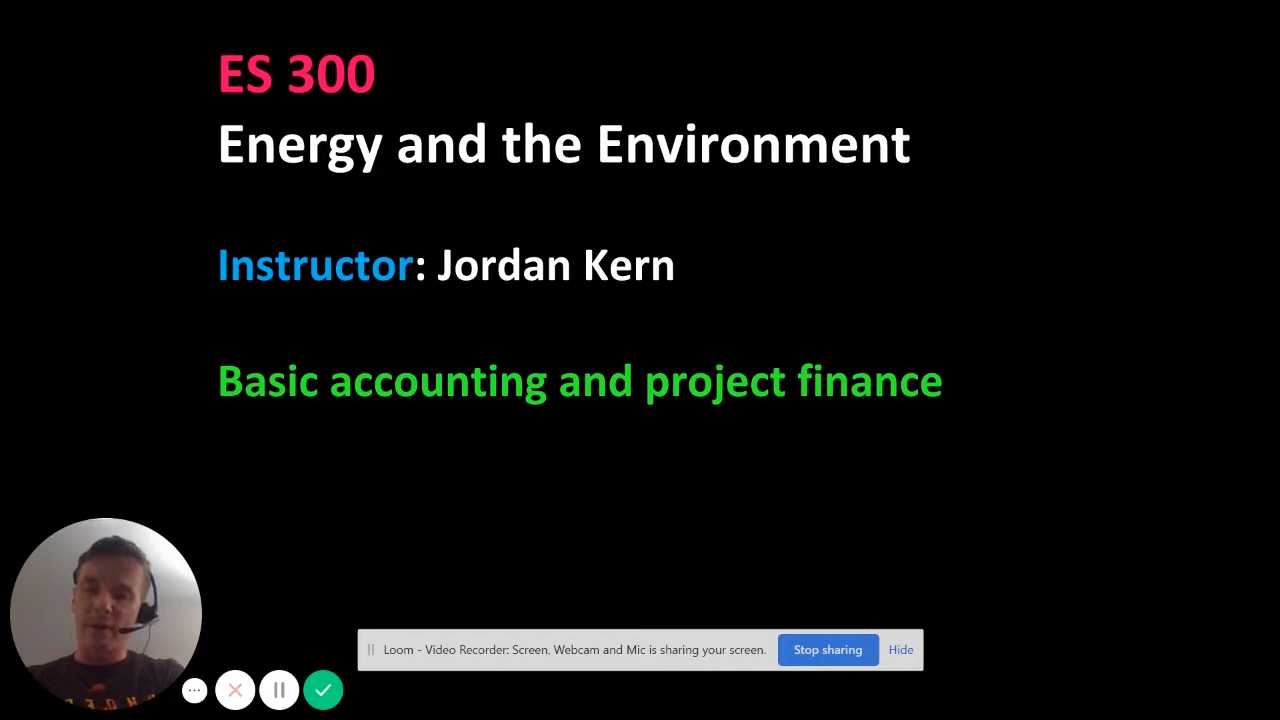 ES 300
Energy and the Environment
Instructor: Jordan Kern
Basic accounting and project finance
Loom - Video Recorder: Screen, Webcam and Mic is sharing your screen. Stop sharing Hide